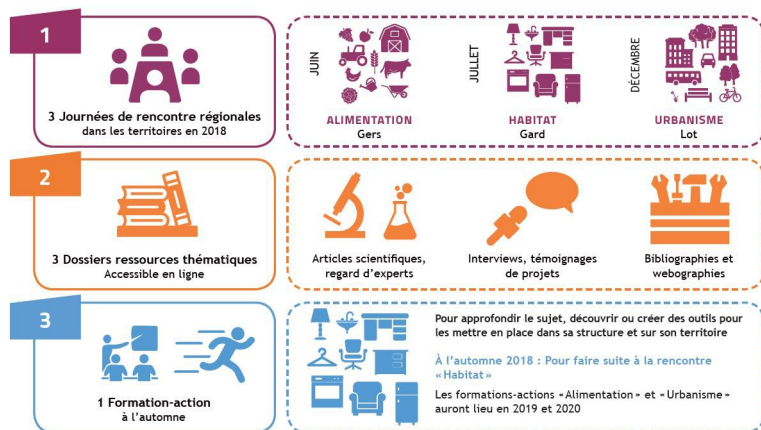 1
3 Journées de rencontre régionales
dans les territoires en 2018
JUIN
ALIMENTATION
Gers
JUILLET
HABITAT
Gard
DÉCEMBRE
URBANISME
Lot
2
3 Dossiers ressources thématiques
Accessible en ligne
Articles scientifiques,
regard d'experts
Interviews, témoignages
de projets
Bibliographies et
webographies
3
1 Formation-action
à l'automne
Pour approfondir le sujet, découvrir ou créer des outils pour
les mettre en place dans sa structure et sur son territoire
À l'automne 2018 : Pour faire suite à la rencontre
«Habitat»
Les formations-actions «Alimentation» et «Urbanisme»
auront lieu en 2019 et 2020